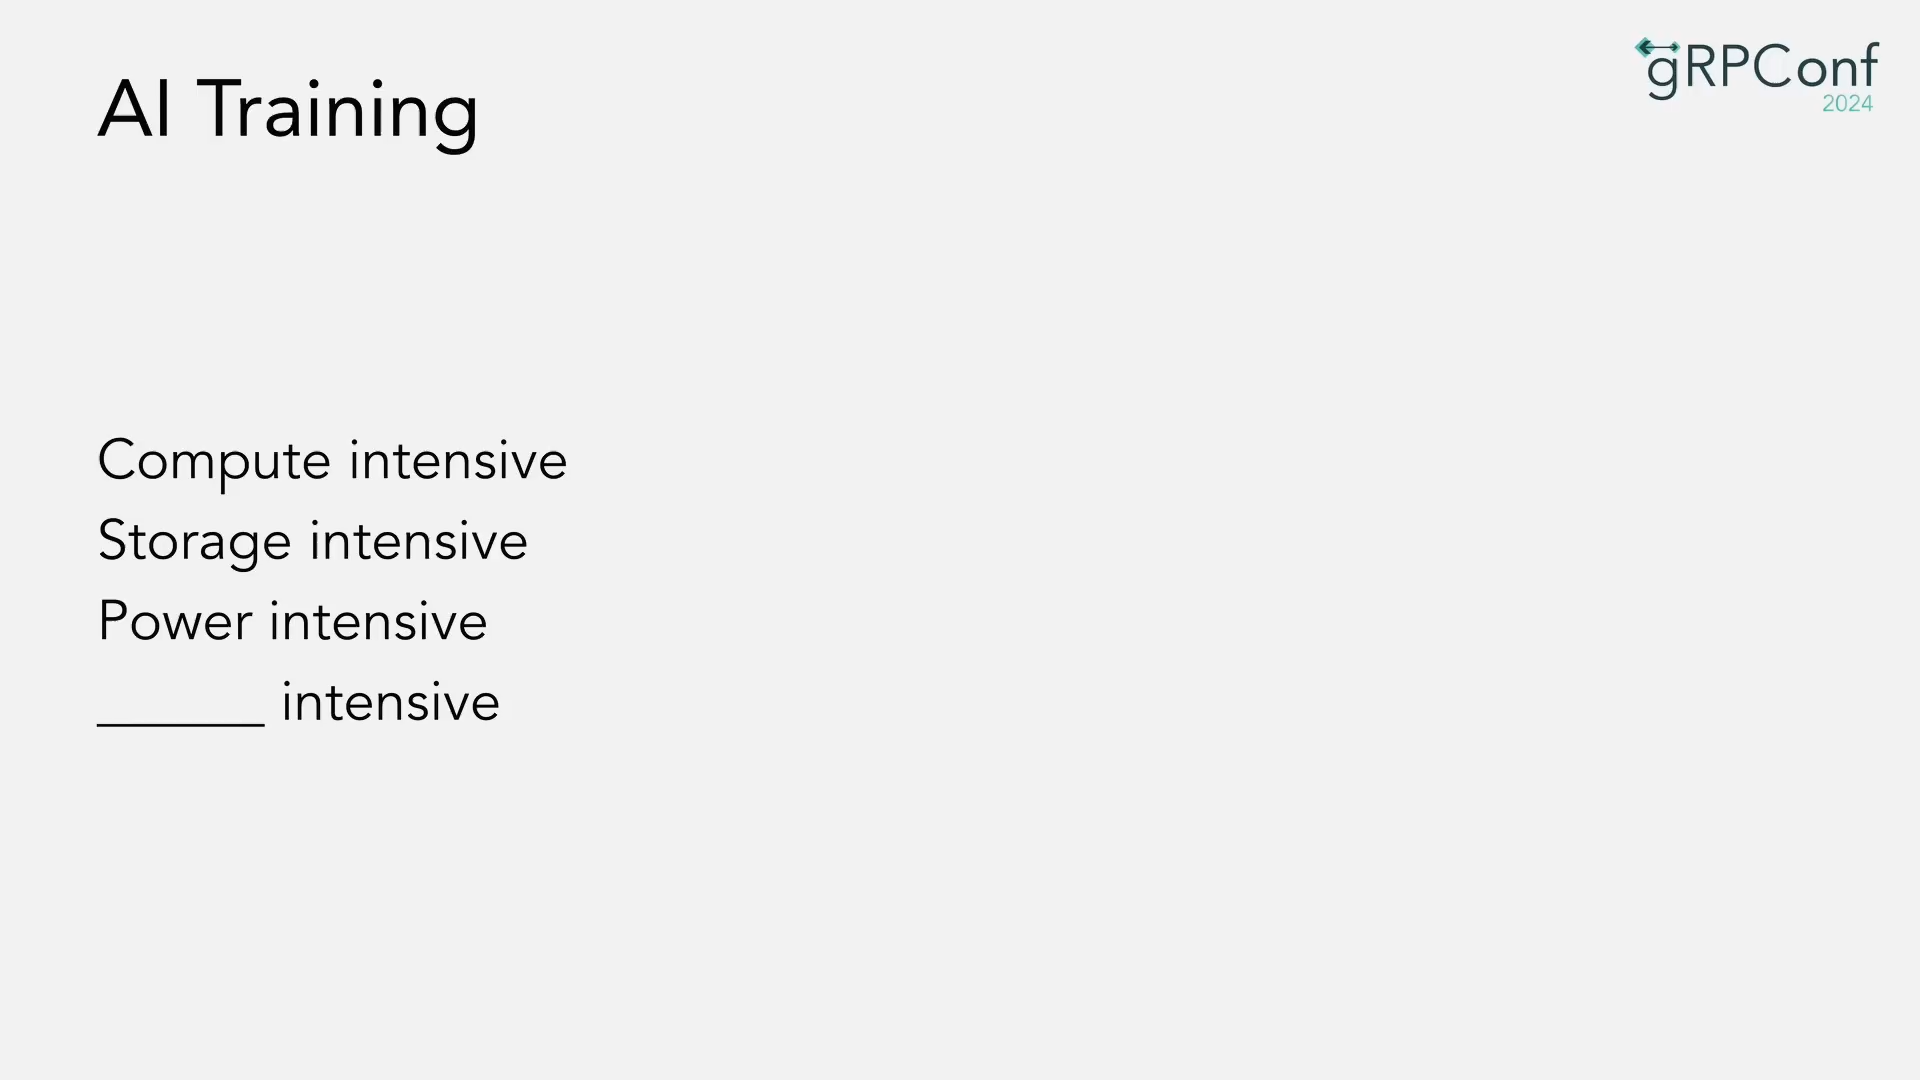 AI Training
gRPConf
2024
Compute intensive
Storage intensive
Power intensive
______ intensive